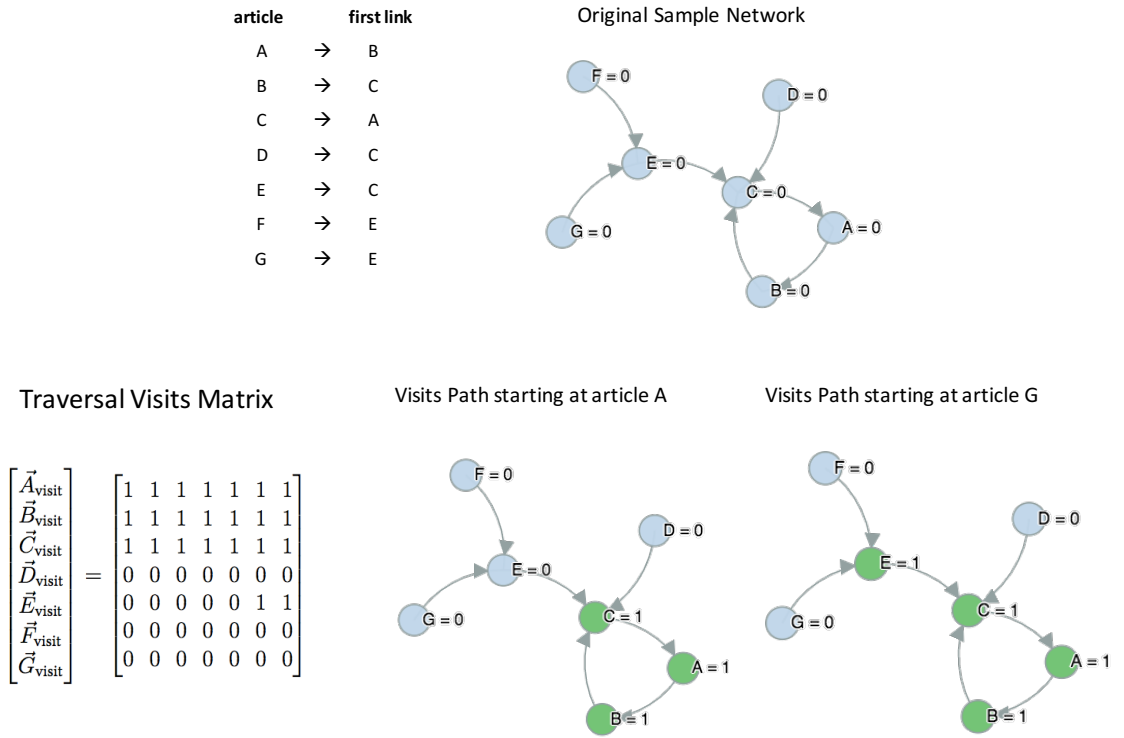 article first link
A → B
B → C
C → A
D → C
E → C
F → E
G → E
Original Sample Network
F = 0
D = 0
E = 0
C = 0
G = 0
A = 0
B = 0
Traversal Visits Matrix
A⃗visit
B⃗visit
C⃗visit
D⃗visit
E⃗visit
F⃗visit
G⃗visit
=
1 1 1 1 1 1 1
1 1 1 1 1 1 1
1 1 1 1 1 1 1
0 0 0 0 0 0 0
0 0 0 0 0 1 1
0 0 0 0 0 0 0
0 0 0 0 0 0 0
Visits Path starting at article A
F = 0
D = 0
E = 0
C = 1
G = 0
A = 1
B = 1
Visits Path starting at article G
F = 0
D = 0
E = 1
C = 1
G = 0
A = 1
B = 1